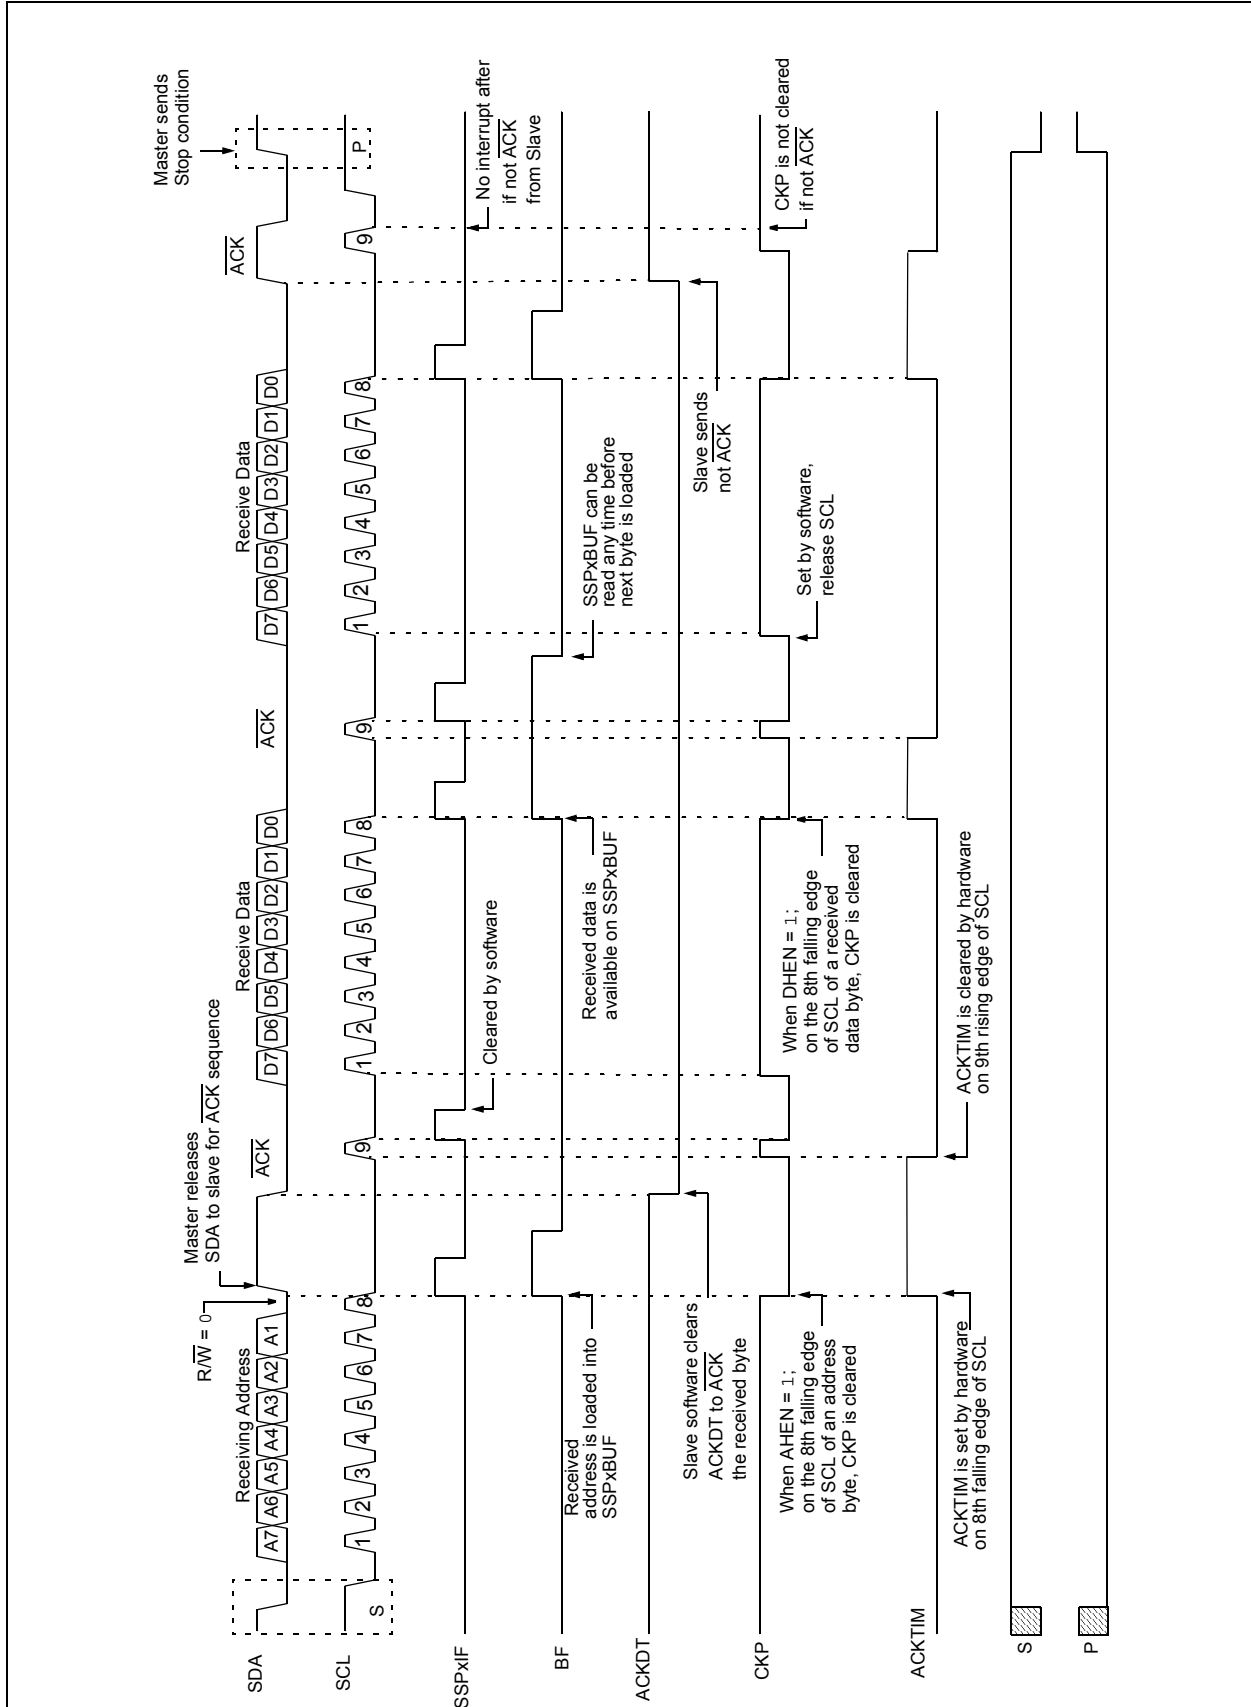 Master sends
Stop condition
Master releases
SDA to slave for ACK sequence
R/W = 0
Receiving Address
Receive Data
Receive Data
ACK
ACK
ACK
SDA
A7 A6 A5 A4 A3 A2 A1
D7 D6 D5 D4 D3 D2 D1 D0
D7 D6 D5 D4 D3 D2 D1 D0
SCL
S
1 2 3 4 5 6 7 8 9
1 2 3 4 5 6 7 8 9
1 2 3 4 5 6 7 8 9
P
SSPxIF
Cleared by software
No interrupt after
if not ACK
from Slave
BF
Received
address is loaded into
SSPxBUF
Received data is
available on SSPxBUF
SSPxBUF can be
read any time before
next byte is loaded
ACKDT
Slave software clears
ACKDT to ACK
the received byte
Slave sends
not ACK
CKP
When AHEN = 1;
on the 8th falling edge
of SCL of an address
byte, CKP is cleared
When DHEN = 1;
on the 8th falling edge
of SCL of a received
data byte, CKP is cleared
Set by software,
release SCL
CKP is not cleared
if not ACK
ACKTIM
ACKTIM is set by hardware
on 8th falling edge of SCL
ACKTIM is cleared by hardware
on 9th rising edge of SCL
S
P